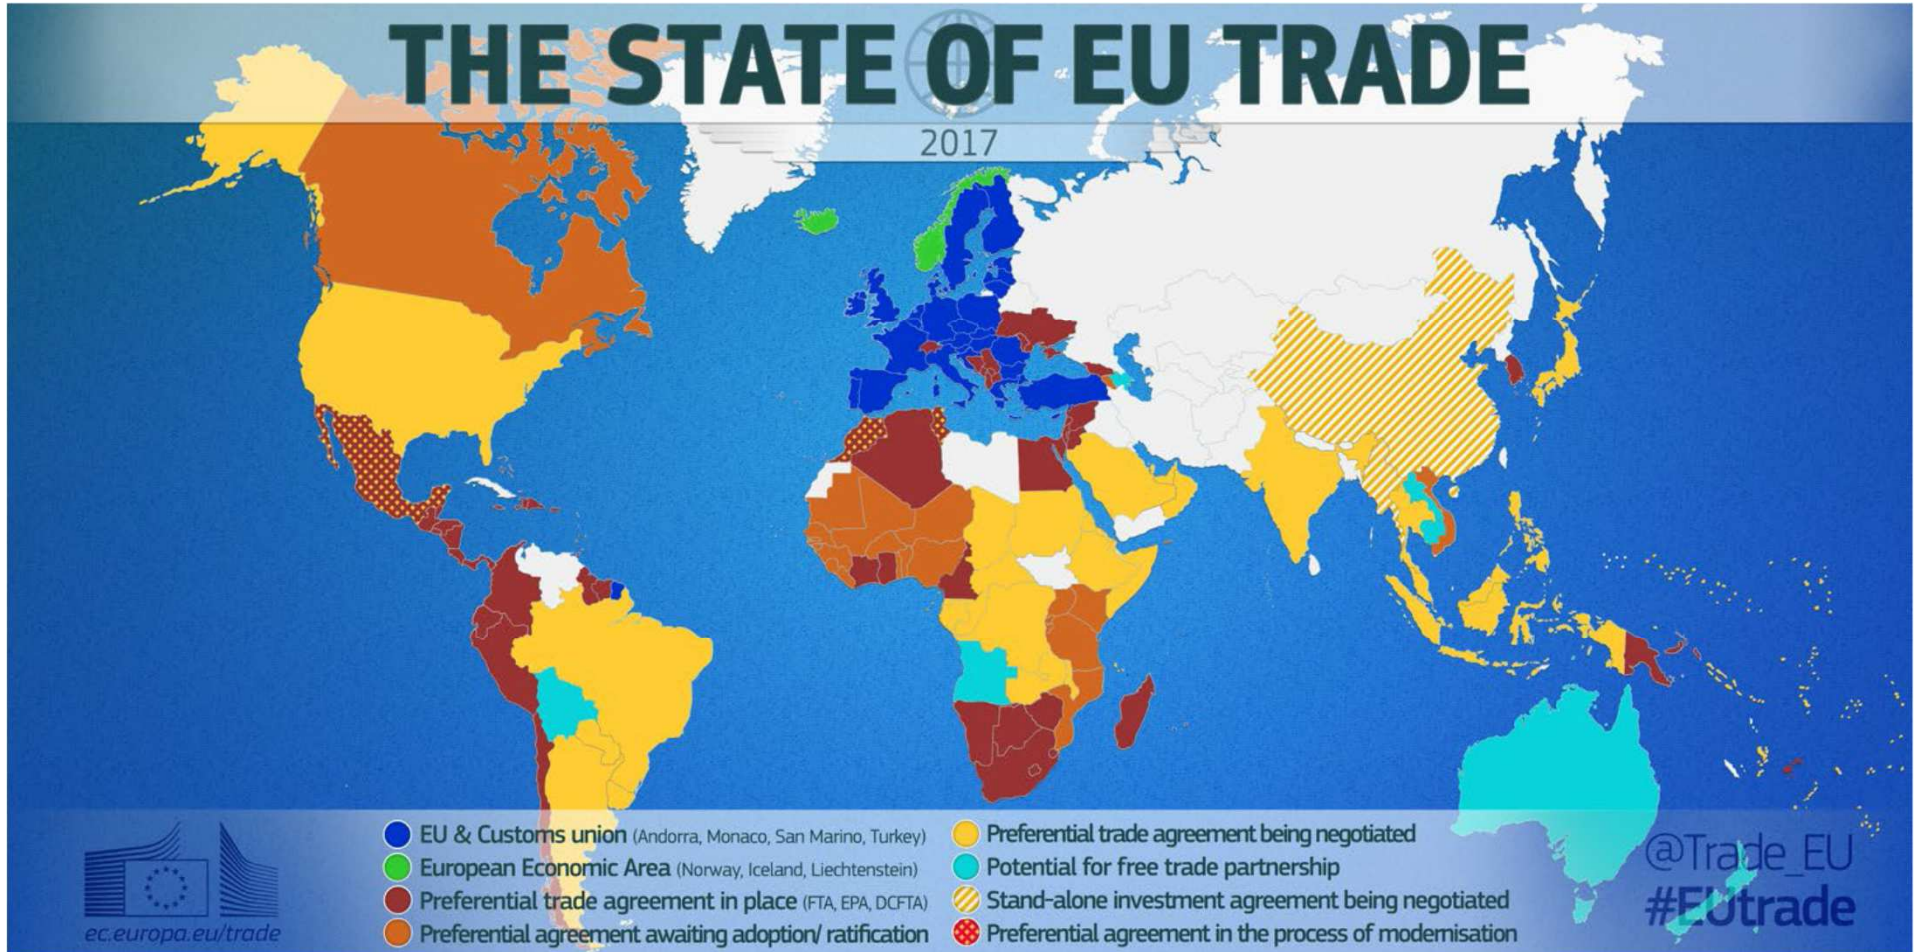 THE STATE OF EU TRADE
2017
EU & Customs union (Andorra, Monaco, San Marino, Turkey)
European Economic Area (Norway, Iceland, Liechtenstein)
Preferential trade agreement in place (FTA, EPA, DCFTA)
Preferential agreement awaiting adoption/ ratification
Preferential trade agreement being negotiated
Potential for free trade partnership
Stand-alone investment agreement being negotiated
Preferential agreement in the process of modernisation
ec.europa.eu/trade
@Trade_EU
#EUtrade